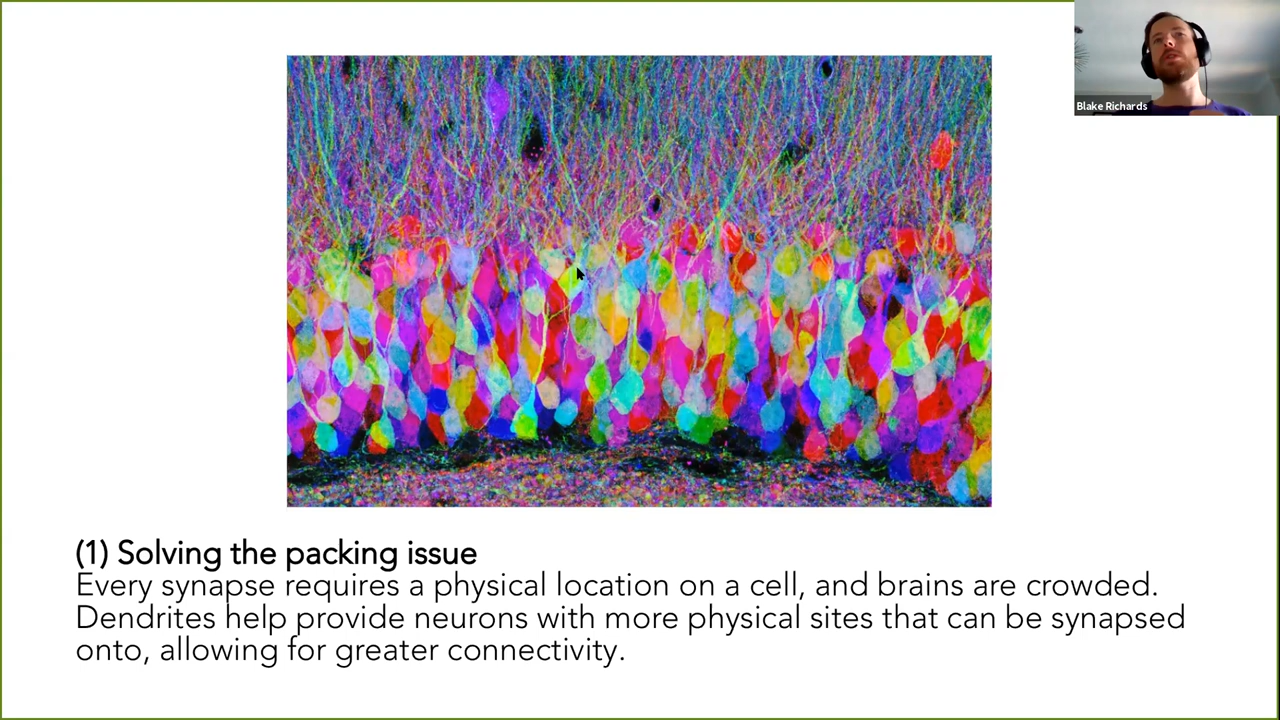 Blake Richards
(1) Solving the packing issue
Every synapse requires a physical location on a cell, and brains are crowded.
Dendrites help provide neurons with more physical sites that can be synapsed
onto, allowing for greater connectivity.